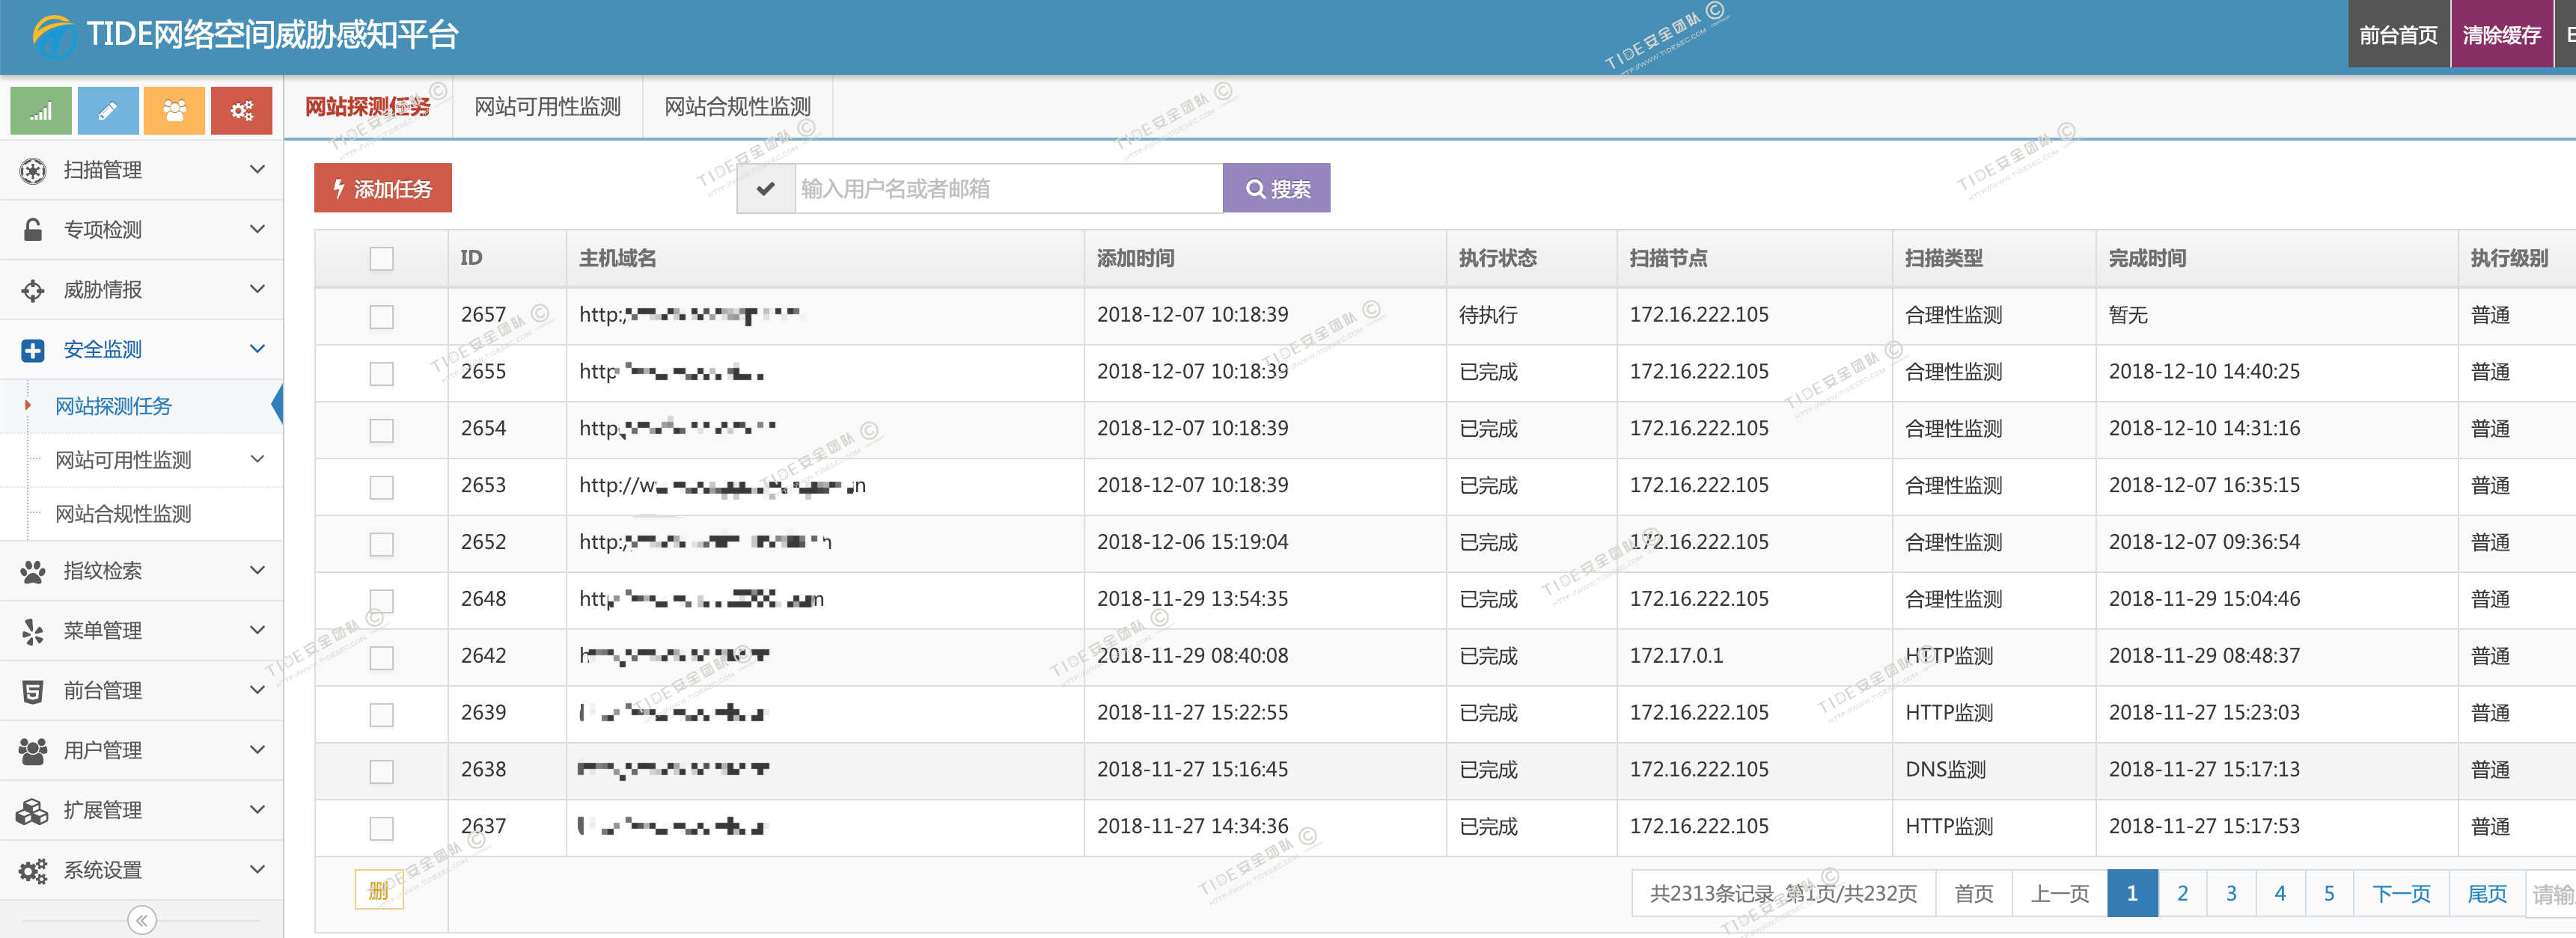 TIDE网络空间威胁感知平台
前台首页 清除缓存
网站探测任务 网站可用性监测 网站合规性监测
扫描管理
专项检测
威胁情报
安全监测
网站探测任务
网站可用性监测
网站合规性监测
指纹检索
菜单管理
前台管理
用户管理
扩展管理
系统设置
添加任务 输入用户名或者邮箱 搜索
ID 主机域名 添加时间 执行状态 扫描节点 扫描类型 完成时间 执行级别
2657 http:/ 2018-12-07 10:18:39 待执行 172.16.222.105 合理性监测 暂无 普通
2655 http 2018-12-07 10:18:39 已完成 172.16.222.105 合理性监测 2018-12-10 14:40:25 普通
2654 http 2018-12-07 10:18:39 已完成 172.16.222.105 合理性监测 2018-12-10 14:31:16 普通
2653 http://w n 2018-12-07 10:18:39 已完成 172.16.222.105 合理性监测 2018-12-07 16:35:15 普通
2652 http:/ 2018-12-06 15:19:04 已完成 172.16.222.105 合理性监测 2018-12-07 09:36:54 普通
2648 http 2018-11-29 13:54:35 已完成 172.16.222.105 合理性监测 2018-11-29 15:04:46 普通
2642 h 2018-11-29 08:40:08 已完成 172.17.0.1 HTTP监测 2018-11-29 08:48:37 普通
2639 2018-11-27 15:22:55 已完成 172.16.222.105 HTTP监测 2018-11-27 15:23:03 普通
2638 2018-11-27 15:16:45 已完成 172.16.222.105 DNS监测 2018-11-27 15:17:13 普通
2637 2018-11-27 14:34:36 已完成 172.16.222.105 HTTP监测 2018-11-27 15:17:53 普通
删 共2313条记录 第1页/共232页 首页 上一页 1 2 3 4 5 下一页 尾页 请输
TIDE安全团队 ©
HTTP://WWW.TIDESEC.COM